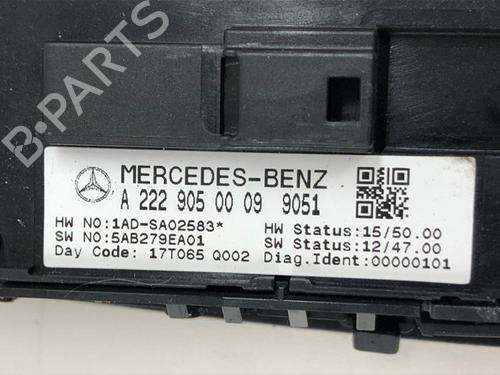 B-PARTS
MERCEDES-BENZ
A 222 905 00 09 9051
HW NO:1AD-SA02583* HW Status:15/50.00
SW NO:5AB279EA01 SW Status:12/47.00
Day Code: 17T065 Q002 Diag.Ident:00000101